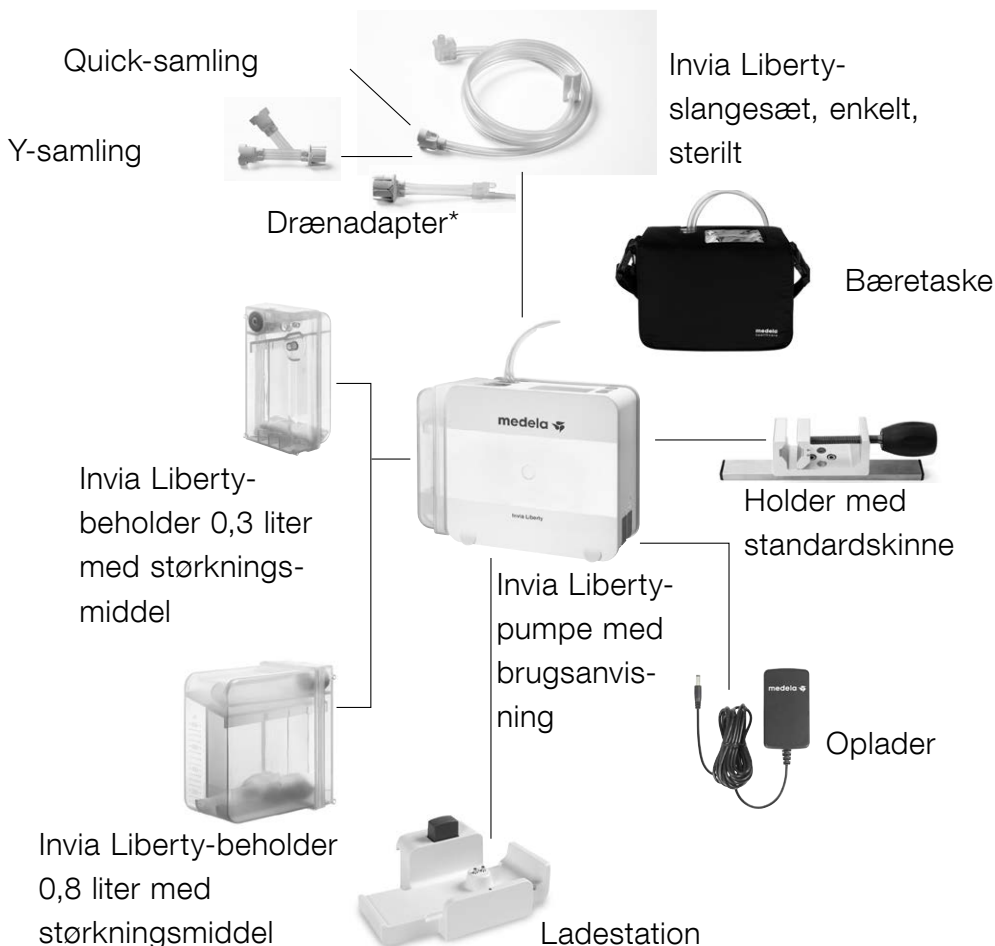 Quick-samling
Y-samling
Drænadapter*
Invia Liberty-
slangesæt, enkelt,
sterilt
medela
Bæretaske
Invia Liberty-
beholder 0,3 liter
med størknings-
middel
medela
Invia Liberty
Holder med
standardskinne
Invia Liberty-
pumpe med
brugsanvis-
ning
medela
Oplader
Invia Liberty-beholder
0,8 liter med
størkningsmiddel
Ladestation